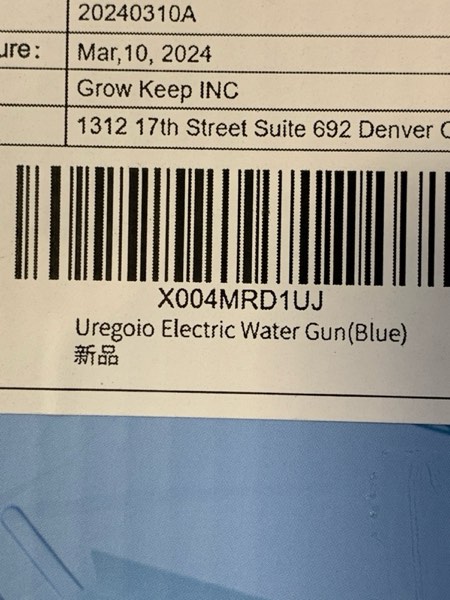 20240310A
ure: Mar,10, 2024
Grow Keep INC
1312 17th Street Suite 692 Denver
X004MRD1UJ
Uregoio Electric Water Gun(Blue)
新品